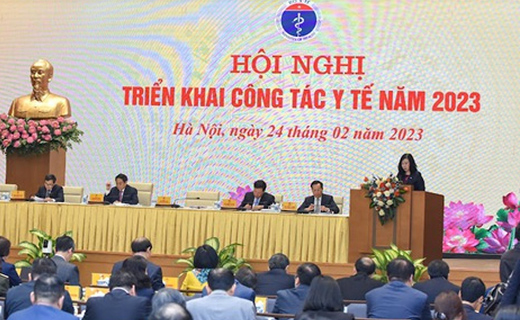 HỘI NGHỊ
TRIỂN KHAI CÔNG TÁC Y TẾ NĂM 2023
Hà Nội, ngày 24 tháng 02 năm 2023